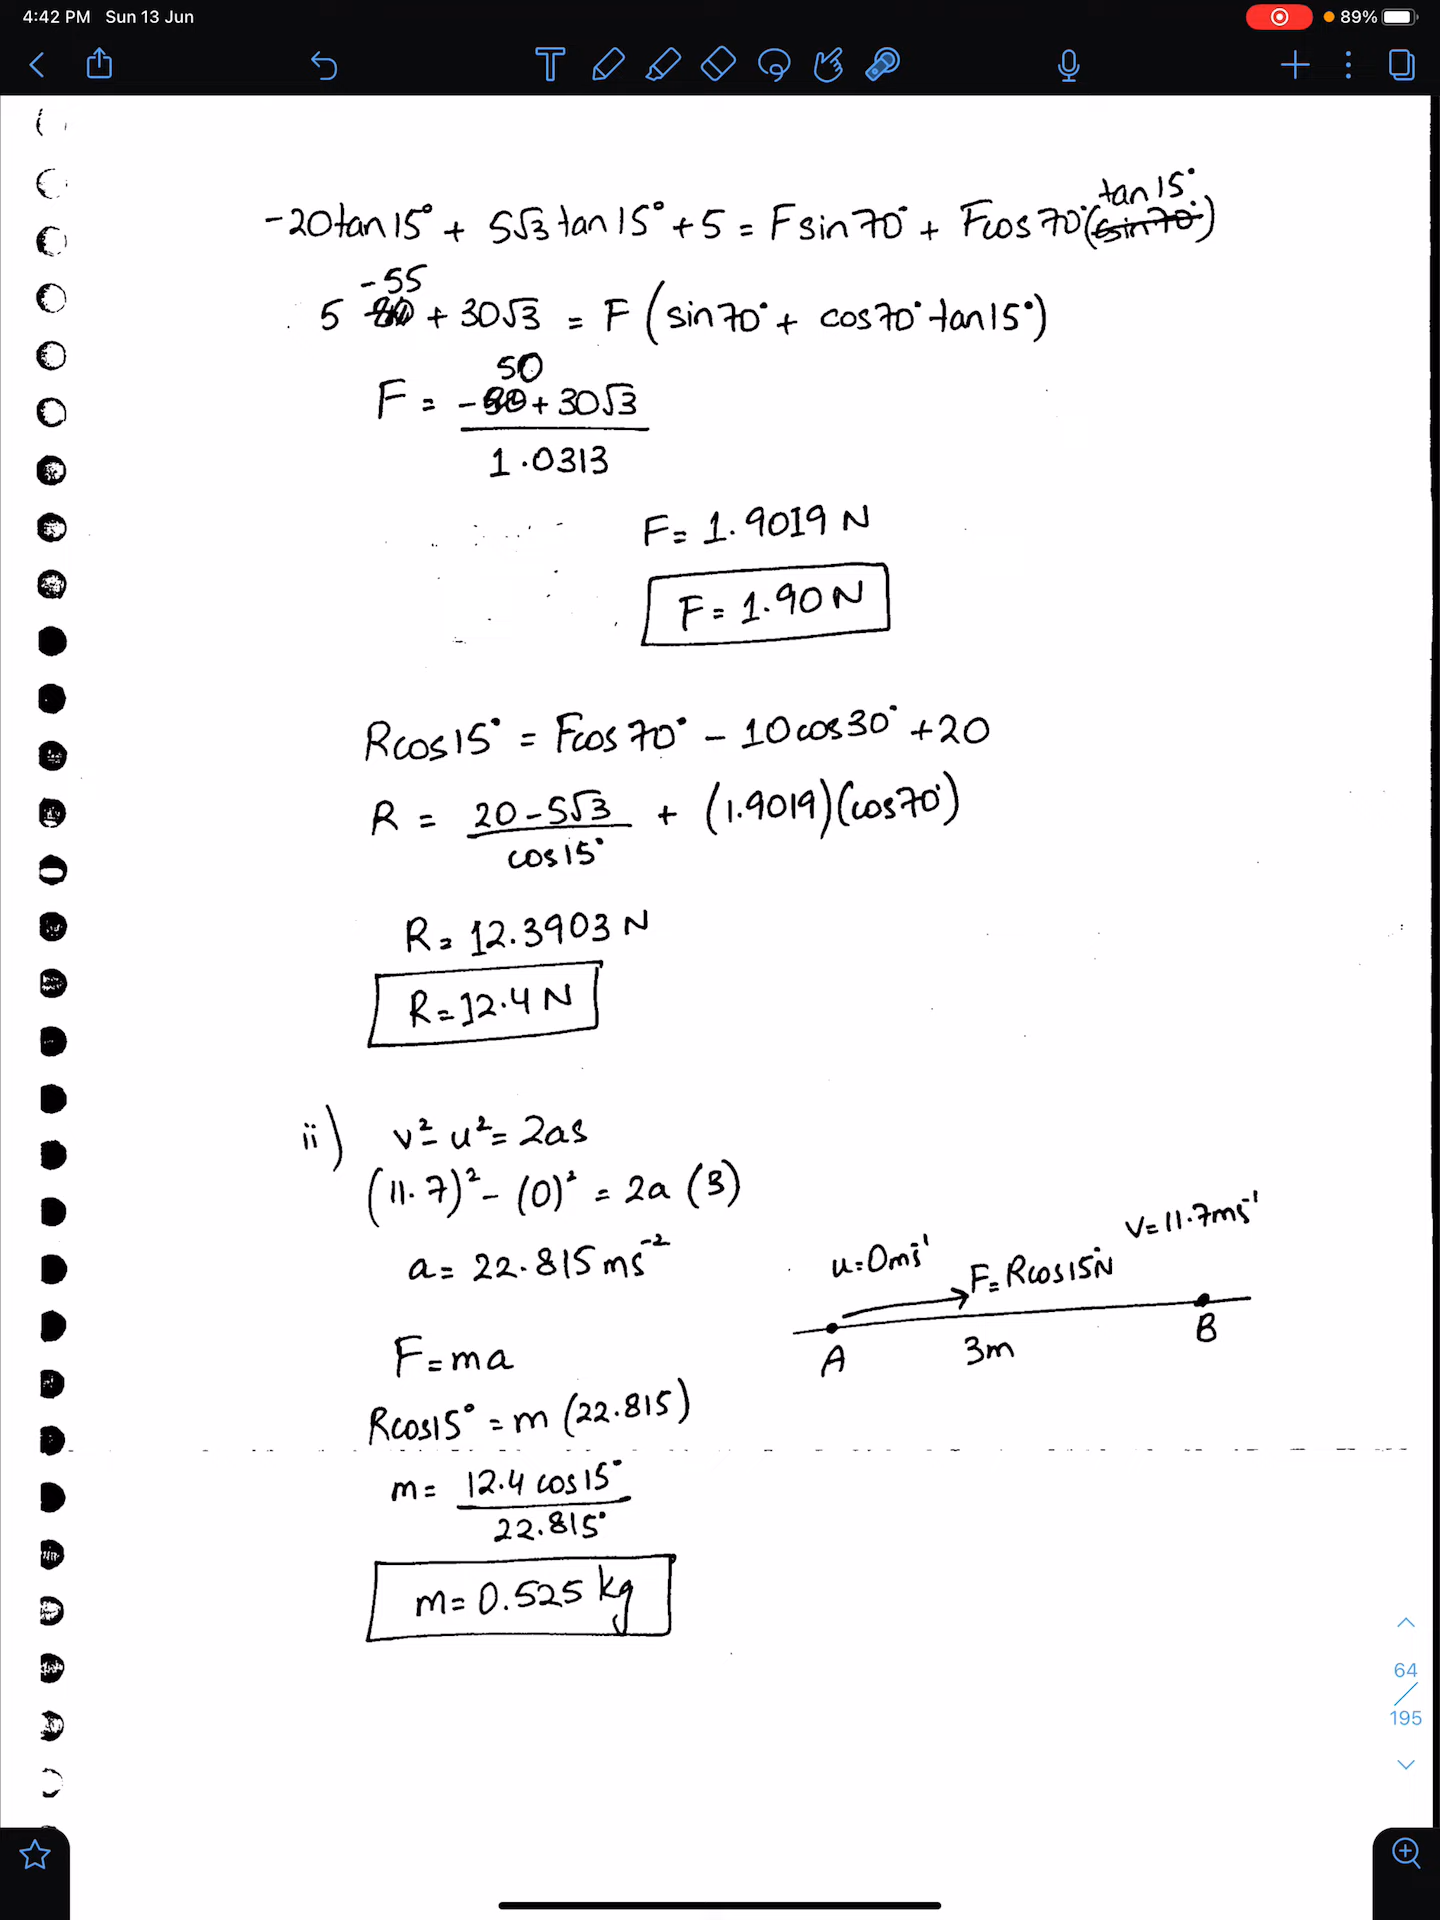 4:42 PM Sun 13 Jun
89%
-20tan15° + 5√3 tan15° + 5 = Fsin70° + Fcos70°(tan15°)
5 -55 + 30√3 = F (sin70° + cos70° tan15°)
F = -50 + 30√3
1.0313
F = 1.9019 N
F = 1.90 N
Rcos15° = Fcos70° - 10cos30° + 20
R = 20 - 5√3 + (1.9019)(cos70°)
cos15°
R = 12.3903 N
R = 12.4 N
ii) v² - u² = 2as
(11.7)² - (0)² = 2a (3)
a = 22.815 ms⁻²
u = 0ms⁻¹
F = Rcos15°N
v = 11.7ms⁻¹
A
3m
B
F = ma
Rcos15° = m (22.815)
m = 12.4 cos15°
22.815°
m = 0.525 kg
64
195